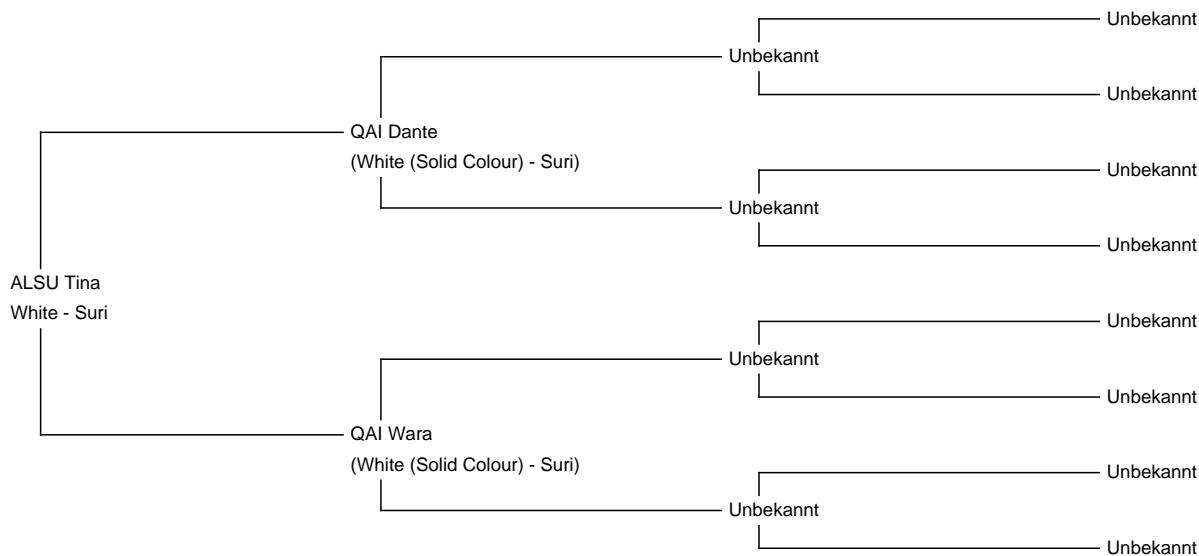 Unbekannt
Unbekannt
Unbekannt
QAI Dante
(White (Solid Colour) - Suri)
Unbekannt
Unbekannt
Unbekannt
ALSU Tina
White - Suri
Unbekannt
Unbekannt
Unbekannt
QAI Wara
(White (Solid Colour) - Suri)
Unbekannt
Unbekannt
Unbekannt